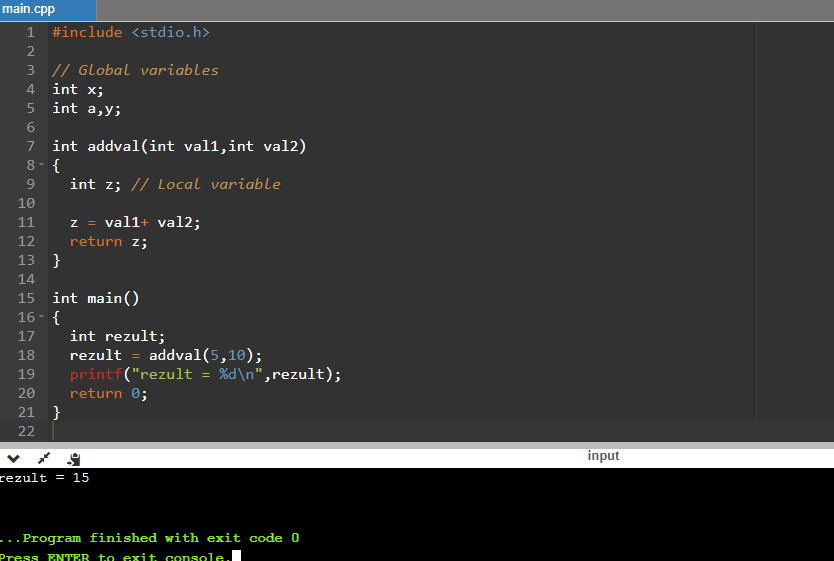 main.cpp
1 #include <stdio.h>
2
3 // Global variables
4 int x;
5 int a,y;
6
7 int addval(int val1,int val2)
8 {
9   int z; // Local variable
10
11   z = val1+ val2;
12   return z;
13 }
14
15 int main()
16 {
17   int rezult;
18   rezult = addval(5,10);
19   printf("rezult = %d\n",rezult);
20   return 0;
21 }
22
input
rezult = 15
...Program finished with exit code 0
Press ENTER to exit console.